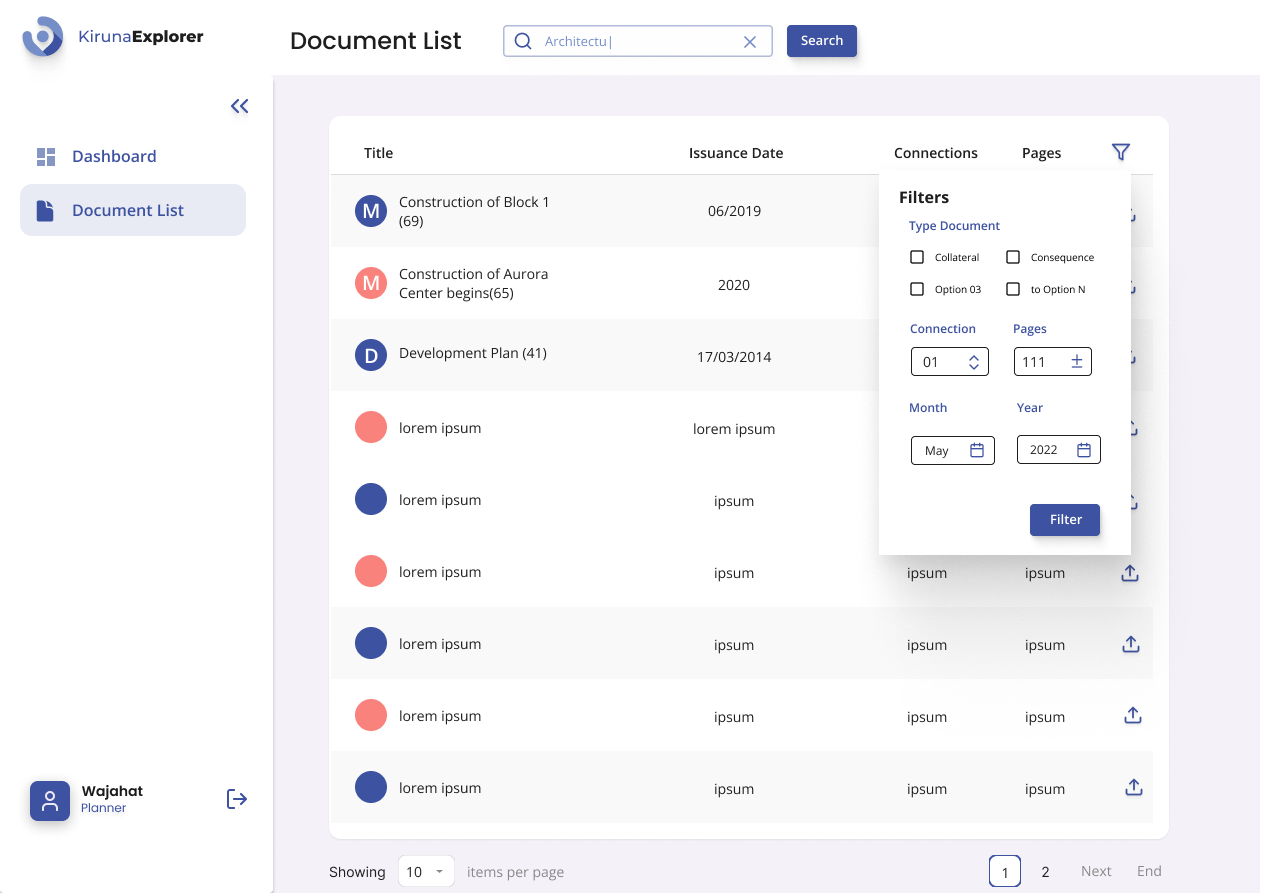 KirunaExplorer
Document List
Architectu|
Search
Dashboard
Document List
Title
Issuance Date
Connections
Pages
M
Construction of Block 1
(69)
06/2019
M
Construction of Aurora
Center begins(65)
2020
D
Development Plan (41)
17/03/2014
lorem ipsum
lorem ipsum
lorem ipsum
ipsum
Filters
Type Document
Collateral
Consequence
Option 03
to Option N
Connection
Pages
01
111
Month
Year
May
2022
Filter
lorem ipsum
ipsum
ipsum
ipsum
lorem ipsum
ipsum
ipsum
ipsum
lorem ipsum
ipsum
ipsum
ipsum
lorem ipsum
ipsum
ipsum
ipsum
Wajahat
Planner
Showing
10
items per page
1
2
Next
End